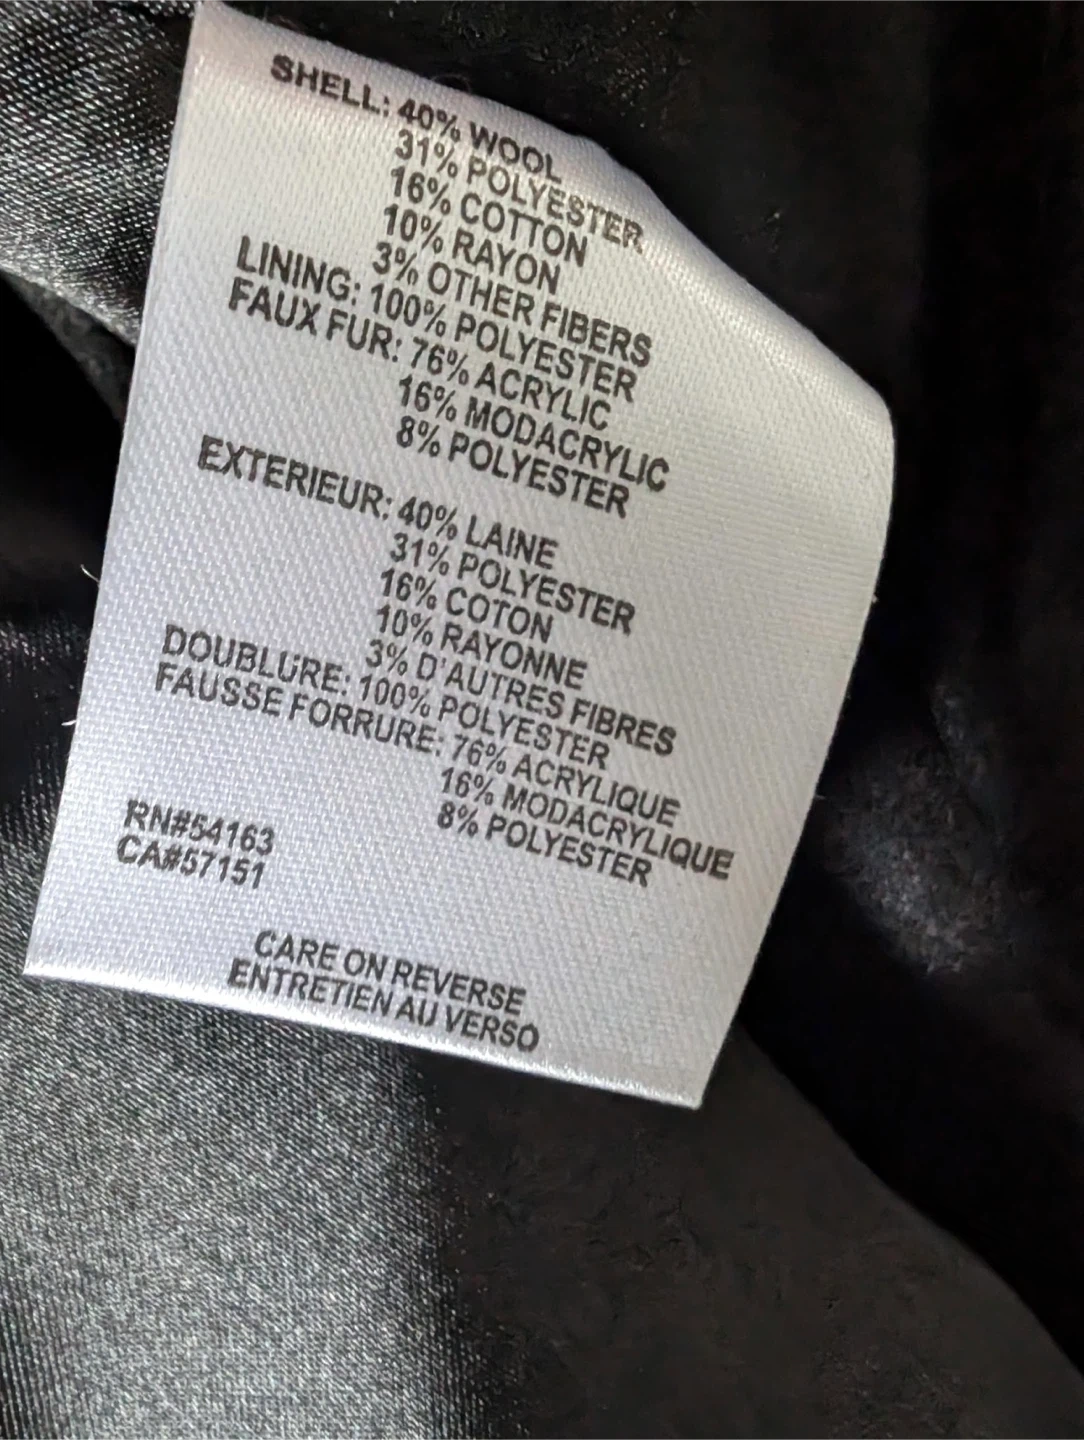 SHELL: 40% WOOL
31% POLYESTER
16% COTTON
10% RAYON
3% OTHER FIBERS
LINING: 100% POLYESTER
FAUX FUR: 76% ACRYLIC
16% MODACRYLIC
8% POLYESTER
EXTERIEUR: 40% LAINE
31% POLYESTER
16% COTON
10% RAYONNE
3% D'AUTRES FIBRES
DOUBLURE: 100% POLYESTER
FAUSSE FORRURE: 76% ACRYLIQUE
16% MODACRYLIQUE
8% POLYESTER
RN#54163
CA#57151
CARE ON REVERSE
ENTRETIEN AU VERSO